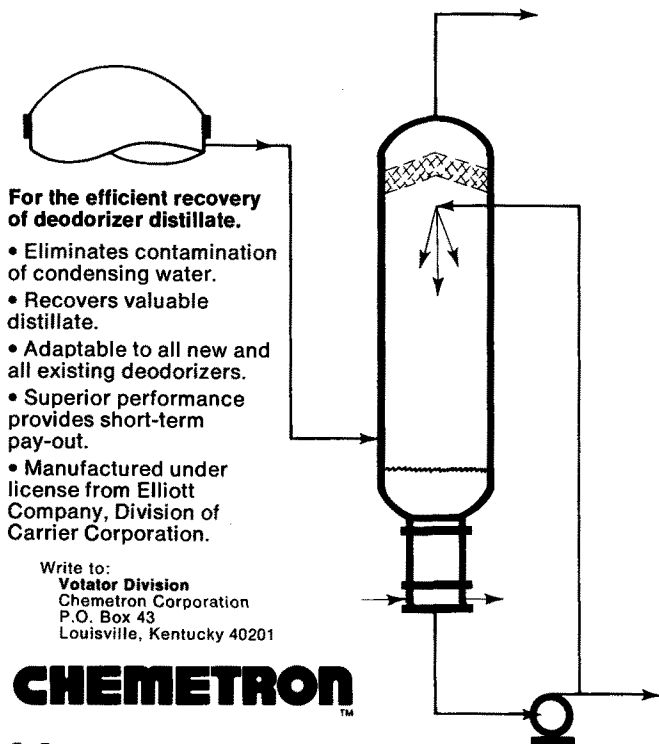 For the efficient recovery
of deodorizer distillate.
• Eliminates contamination
of condensing water.
• Recovers valuable
distillate.
• Adaptable to all new and
all existing deodorizers.
• Superior performance
provides short-term
pay-out.
• Manufactured under
license from Elliott
Company, Division of
Carrier Corporation.
Write to:
Votator Division
Chemetron Corporation
P.O. Box 43
Louisville, Kentucky 40201
CHEMETRON
TM